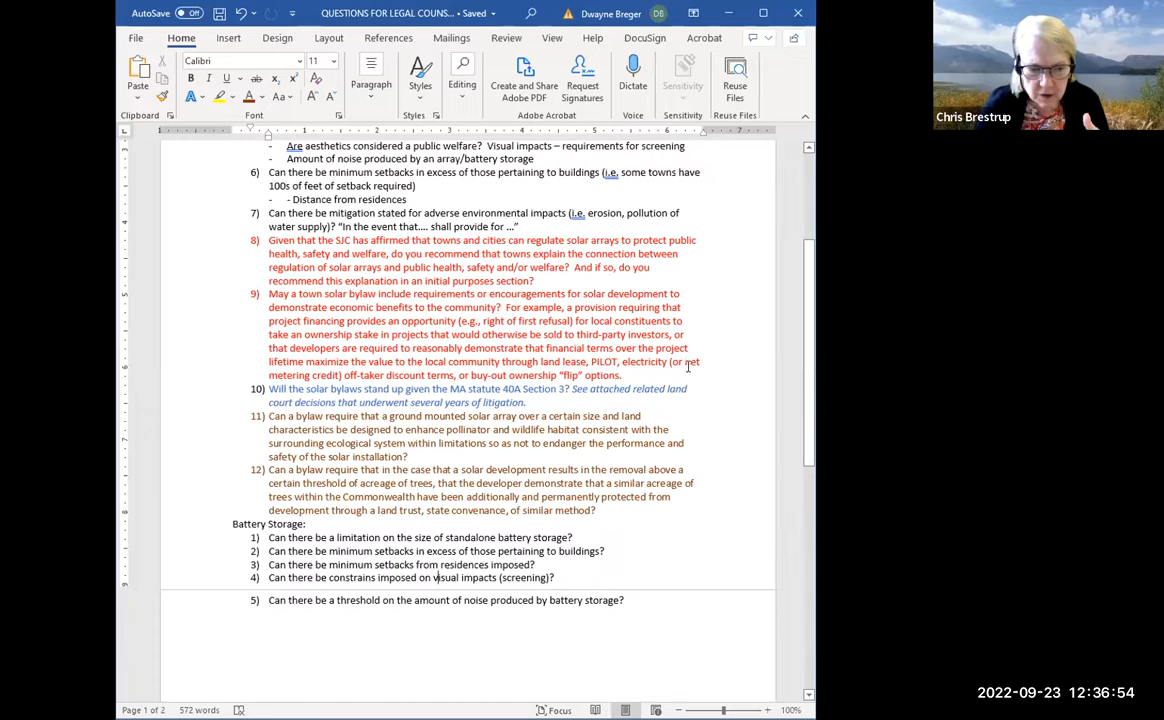 AutoSave Off QUESTIONS FOR LEGAL COUNS... • Saved Dwayne Breger DB
File Home Insert Design Layout References Mailings Review View Help DocuSign Acrobat
Calibri 11
Paste Paragraph Styles Editing Create and Share Adobe PDF Request Signatures Dictate Sensitivity Reuse Files
Clipboard Font Styles Adobe Acrobat Voice Sensitivity Reuse Files
- Are aesthetics considered a public welfare? Visual impacts – requirements for screening
- Amount of noise produced by an array/battery storage
6) Can there be minimum setbacks in excess of those pertaining to buildings (i.e. some towns have
100s of feet of setback required)
- - Distance from residences
7) Can there be mitigation stated for adverse environmental impacts (i.e. erosion, pollution of
water supply)? “In the event that.... shall provide for ...”
8) Given that the SJC has affirmed that towns and cities can regulate solar arrays to protect public
health, safety and welfare, do you recommend that towns explain the connection between
regulation of solar arrays and public health, safety and/or welfare? And if so, do you
recommend this explanation in an initial purposes section?
9) May a town solar bylaw include requirements or encouragements for solar development to
demonstrate economic benefits to the community? For example, a provision requiring that
project financing provides an opportunity (e.g., right of first refusal) for local constituents to
take an ownership stake in projects that would otherwise be sold to third-party investors, or
that developers are required to reasonably demonstrate that financial terms over the project
lifetime maximize the value to the local community through land lease, PILOT, electricity (or net
metering credit) off-taker discount terms, or buy-out ownership “flip” options.
10) Will the solar bylaws stand up given the MA statute 40A Section 3? See attached related land
court decisions that underwent several years of litigation.
11) Can a bylaw require that a ground mounted solar array over a certain size and land
characteristics be designed to enhance pollinator and wildlife habitat consistent with the
surrounding ecological system within limitations so as not to endanger the performance and
safety of the solar installation?
12) Can a bylaw require that in the case that a solar development results in the removal above a
certain threshold of acreage of trees, that the developer demonstrate that a similar acreage of
trees within the Commonwealth have been additionally and permanently protected from
development through a land trust, state convenance, of similar method?
Battery Storage:
1) Can there be a limitation on the size of standalone battery storage?
2) Can there be minimum setbacks in excess of those pertaining to buildings?
3) Can there be minimum setbacks from residences imposed?
4) Can there be constrains imposed on visual impacts (screening)?
5) Can there be a threshold on the amount of noise produced by battery storage?
Page 1 of 2 572 words Focus 100%
Chris Brestrup
2022-09-23 12:36:54